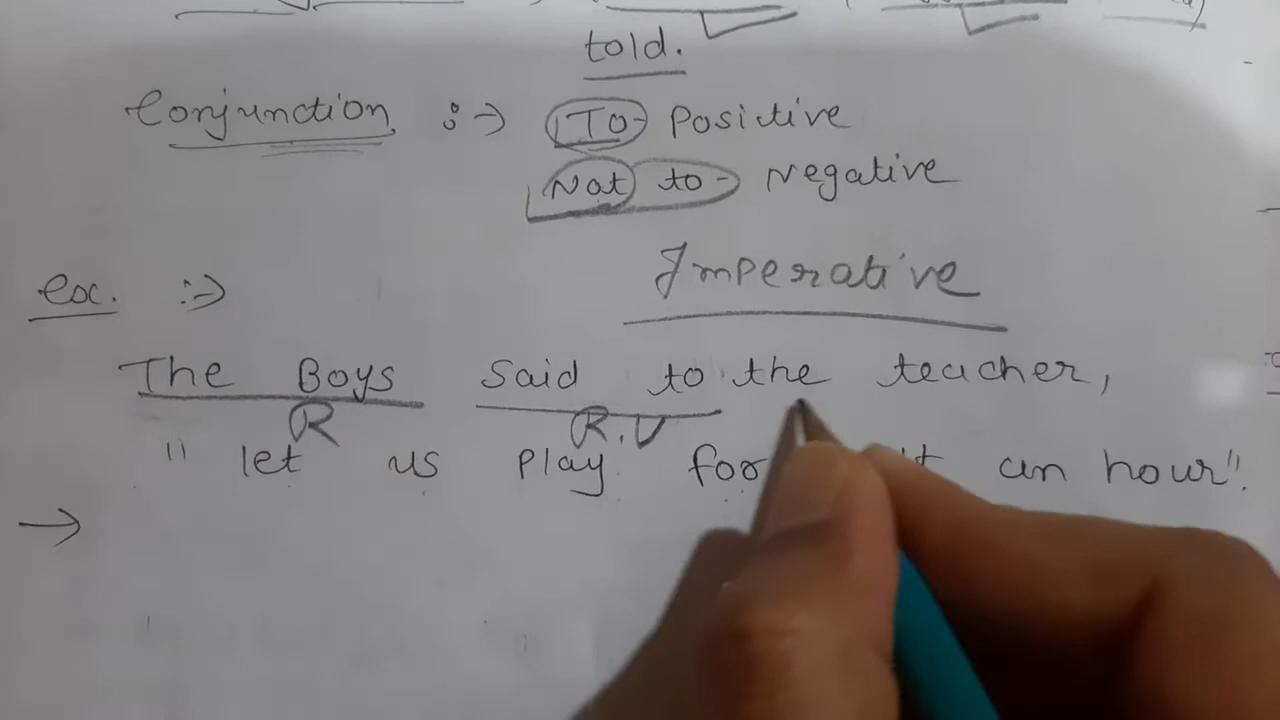 told.
Conjunction :→ To - Positive
Not to - Negative
Imperative
ex. :→
The Boys said to the teacher,
R R.V
"let us play for an hour".
→